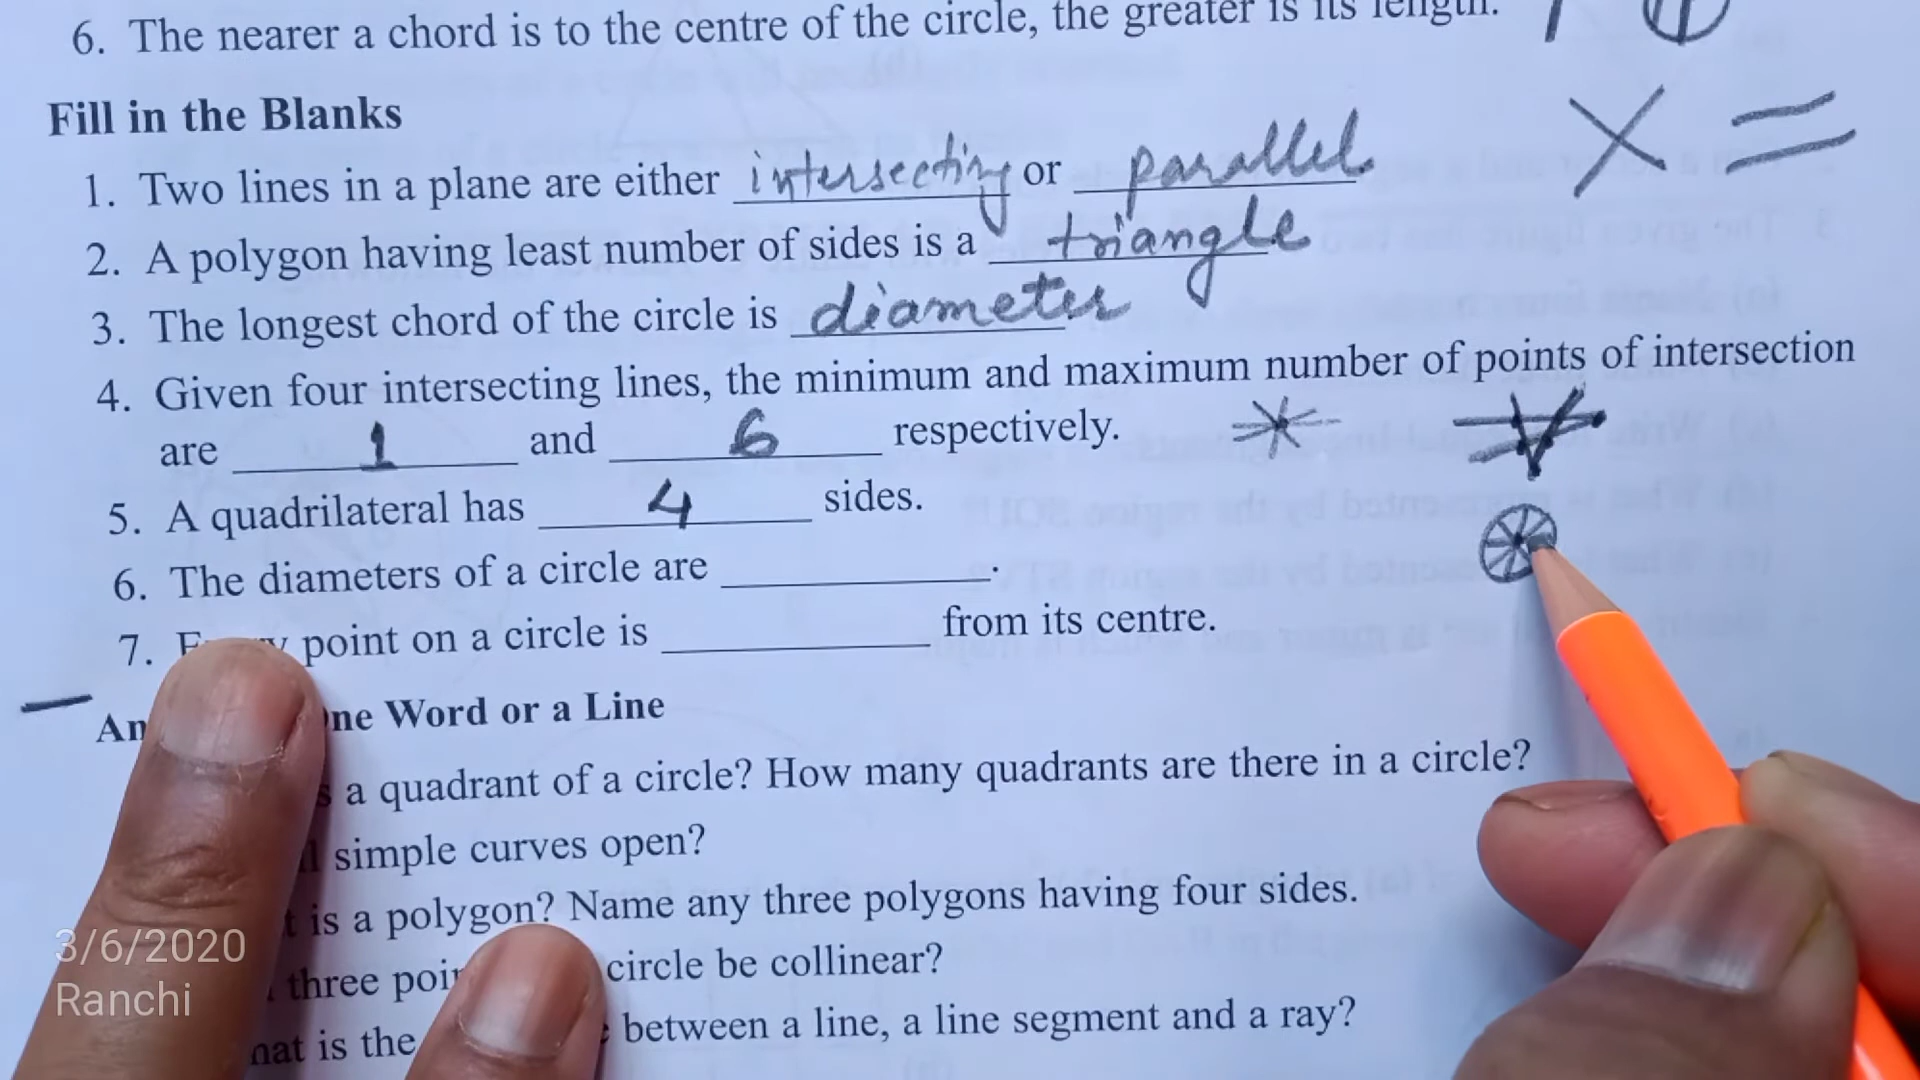 6. The nearer a chord is to the centre of the circle, the greater is its length.
Fill in the Blanks
1. Two lines in a plane are either intersecting or parallel
2. A polygon having least number of sides is a triangle
3. The longest chord of the circle is diameter
4. Given four intersecting lines, the minimum and maximum number of points of intersection
are 1 and 6 respectively.
5. A quadrilateral has 4 sides.
6. The diameters of a circle are .
7. point on a circle is from its centre.
One Word or a Line
a quadrant of a circle? How many quadrants are there in a circle?
simple curves open?
is a polygon? Name any three polygons having four sides.
three circle be collinear?
is the between a line, a line segment and a ray?
3/6/2020
Ranchi